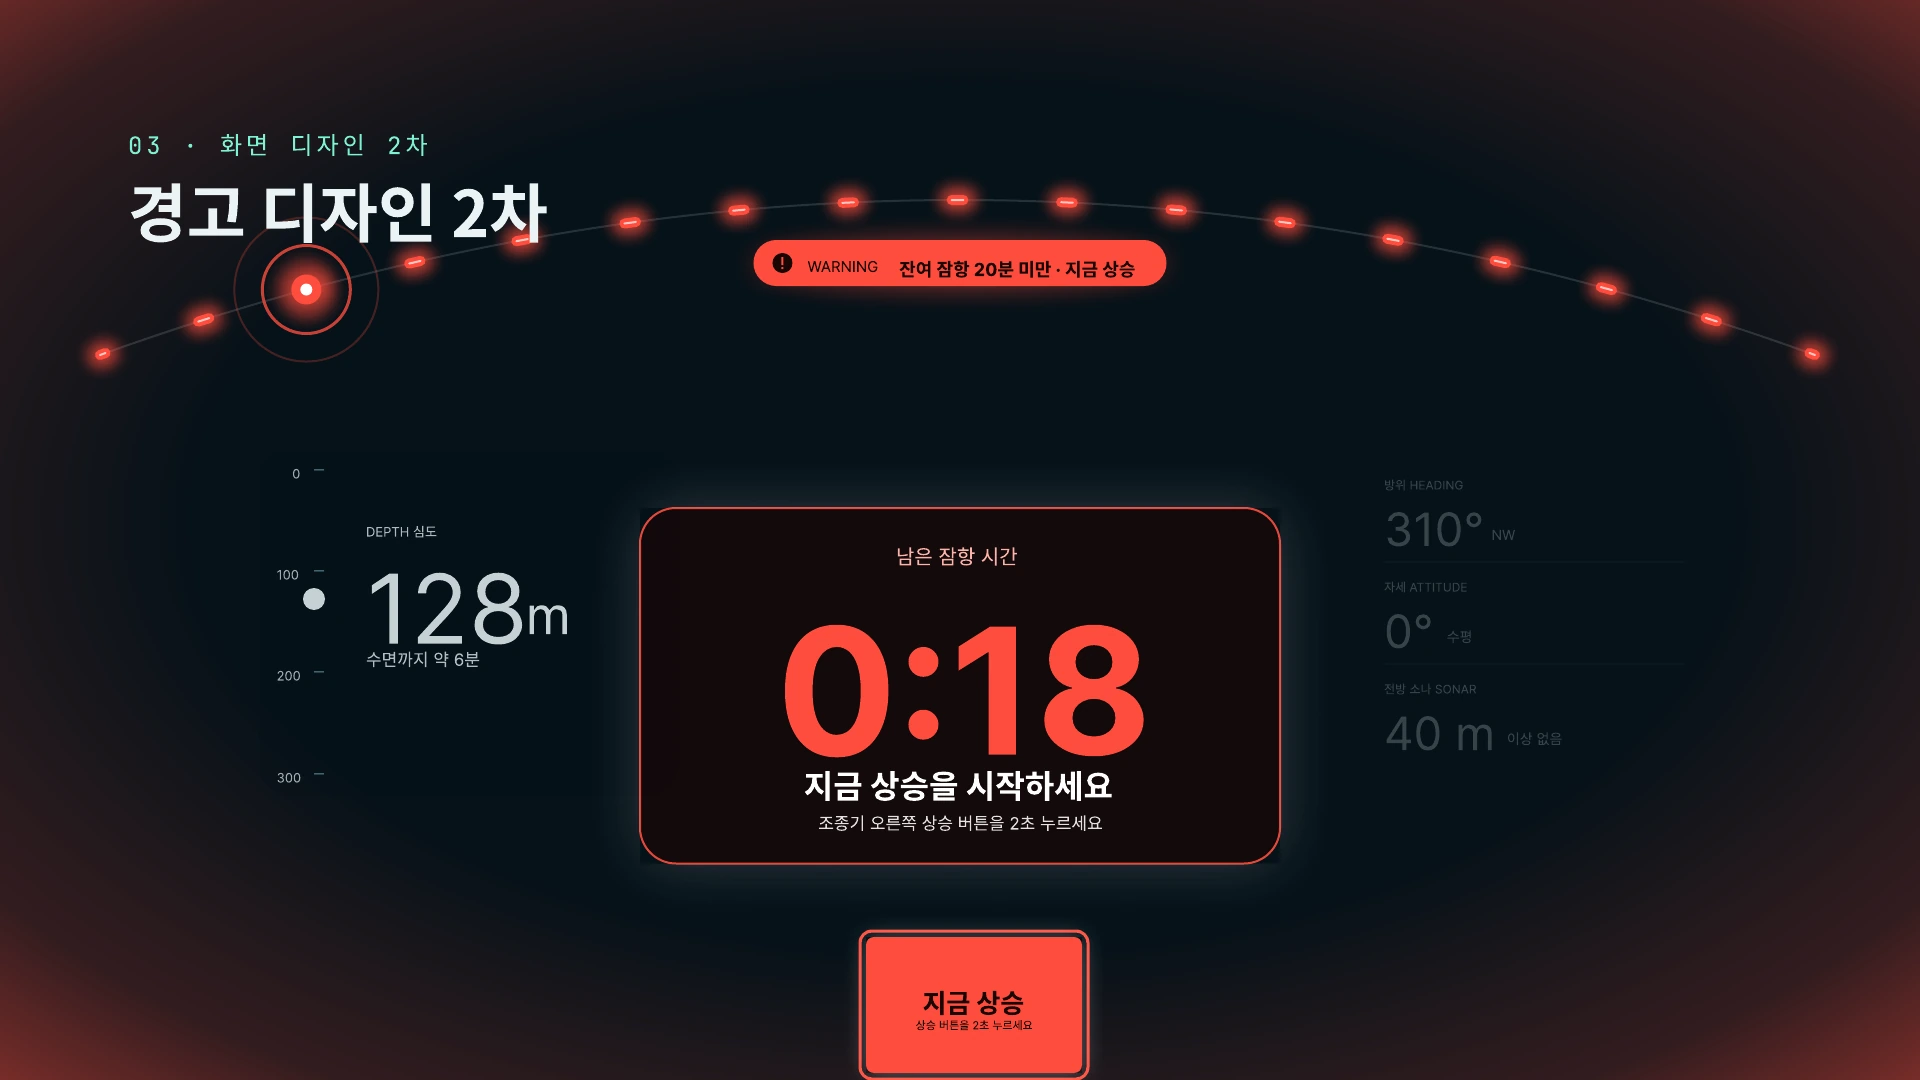 03 · 화면 디자인 2차
경고 디자인 2차
WARNING 잔여 잠항 20분 미만 · 지금 상승
0
DEPTH 심도
100
128m
수면까지 약 6분
200
300
남은 잠항 시간
0:18
지금 상승을 시작하세요
조종기 오른쪽 상승 버튼을 2초 누르세요
방위 HEADING
310° NW
자세 ATTITUDE
0° 수평
전방 소나 SONAR
40 m 이상 없음
지금 상승
상승 버튼을 2초 누르세요